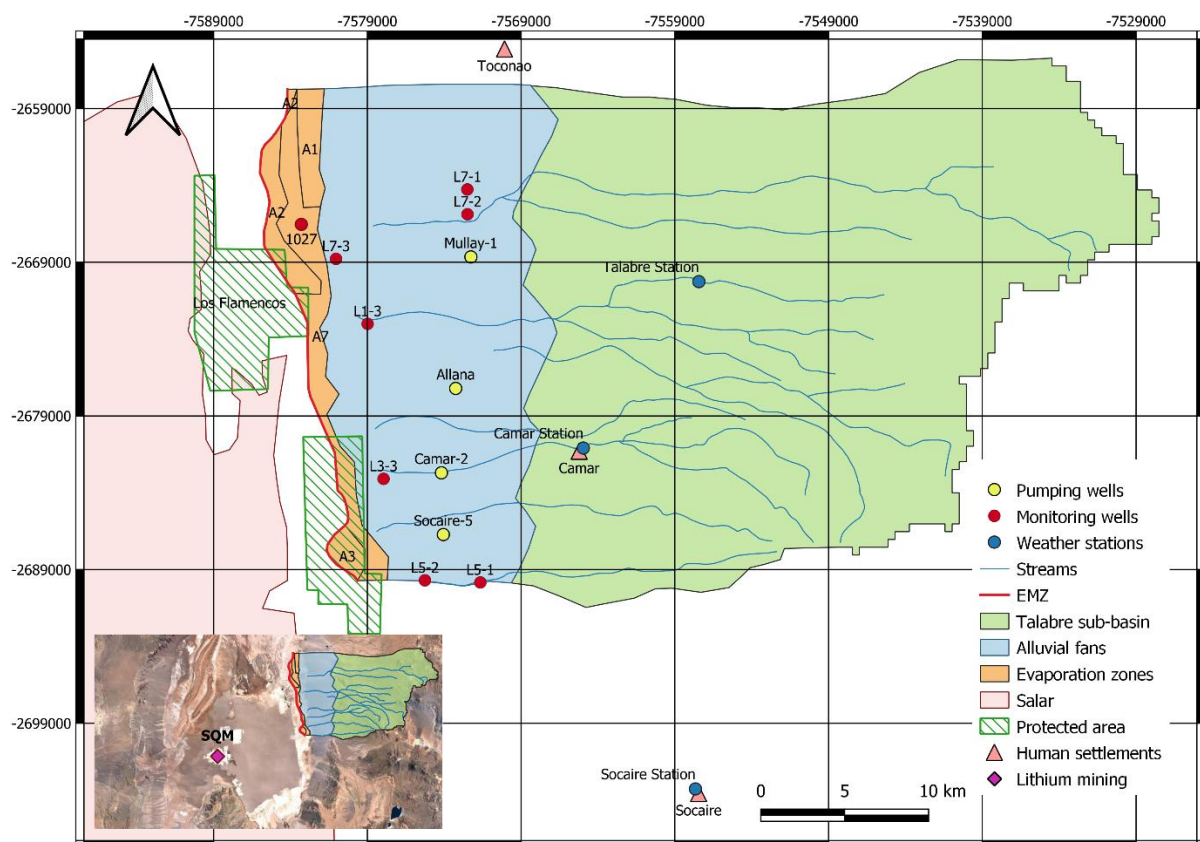 -7589000 -7579000 -7569000 -7559000 -7549000 -7539000 -7529000
Toconao
-2659000
A2
A1
L7-1
L7-2
A2
1027
L7-3
Mullay-1
-2669000
Talabre Station
Los Flamencos
L1-3
A7
Allana
-2679000
Camar Station
Camar
L3-3
Camar-2
Socaire-5
A3
L5-2
L5-1
-2689000
Pumping wells
Monitoring wells
Weather stations
Streams
EMZ
Talabre sub-basin
Alluvial fans
Evaporation zones
Salar
Protected area
Human settlements
Lithium mining
-2699000
SQM
Socaire Station
Socaire
0 5 10 km